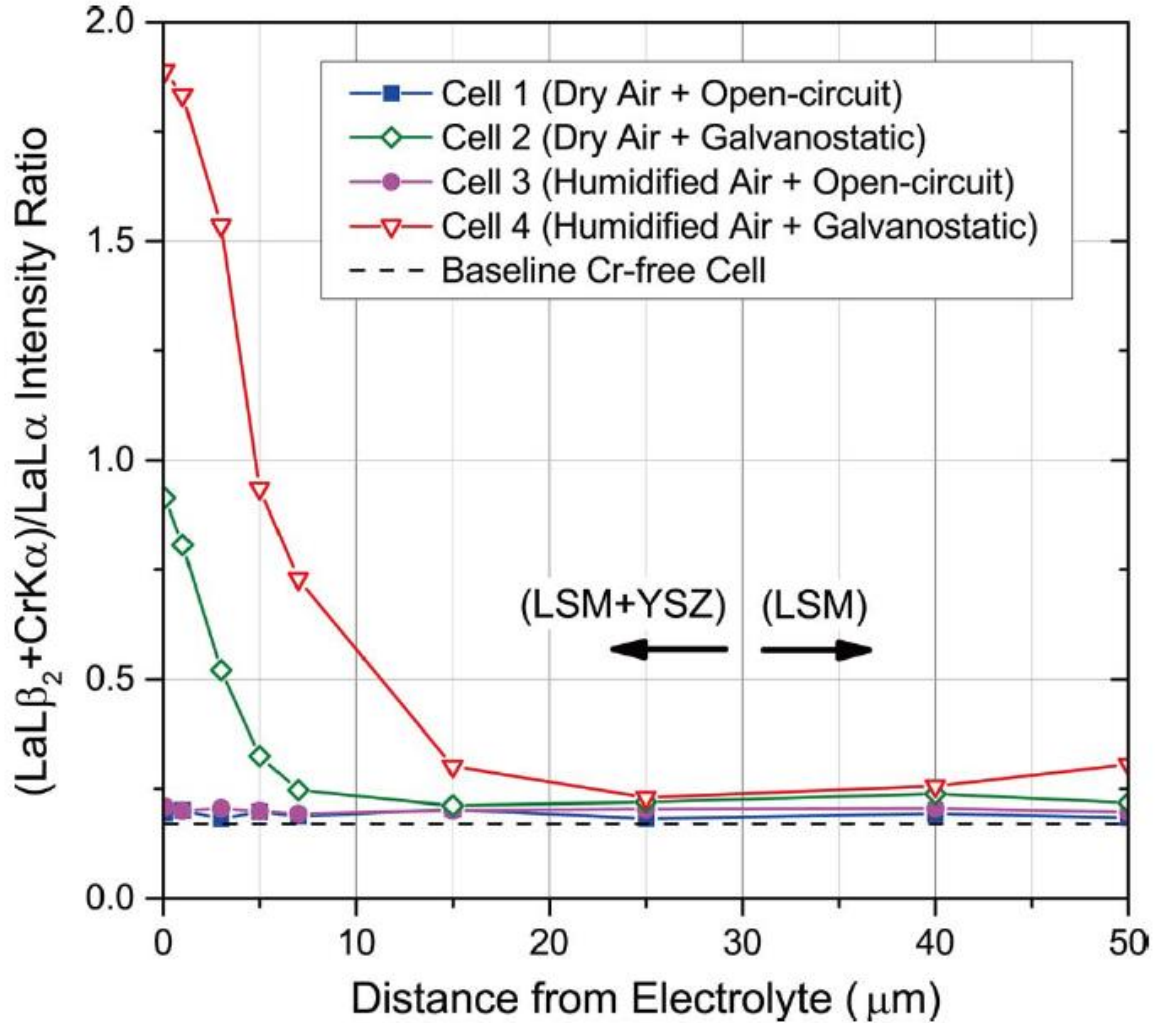 2.0
Cell 1 (Dry Air + Open-circuit)
Cell 2 (Dry Air + Galvanostatic)
Cell 3 (Humidified Air + Open-circuit)
Cell 4 (Humidified Air + Galvanostatic)
Baseline Cr-free Cell
1.5
1.0
0.5
0.0
(LaLβ₂+CrKα)/LaLα Intensity Ratio
(LSM+YSZ) (LSM)
0 10 20 30 40 50
Distance from Electrolyte (μm)